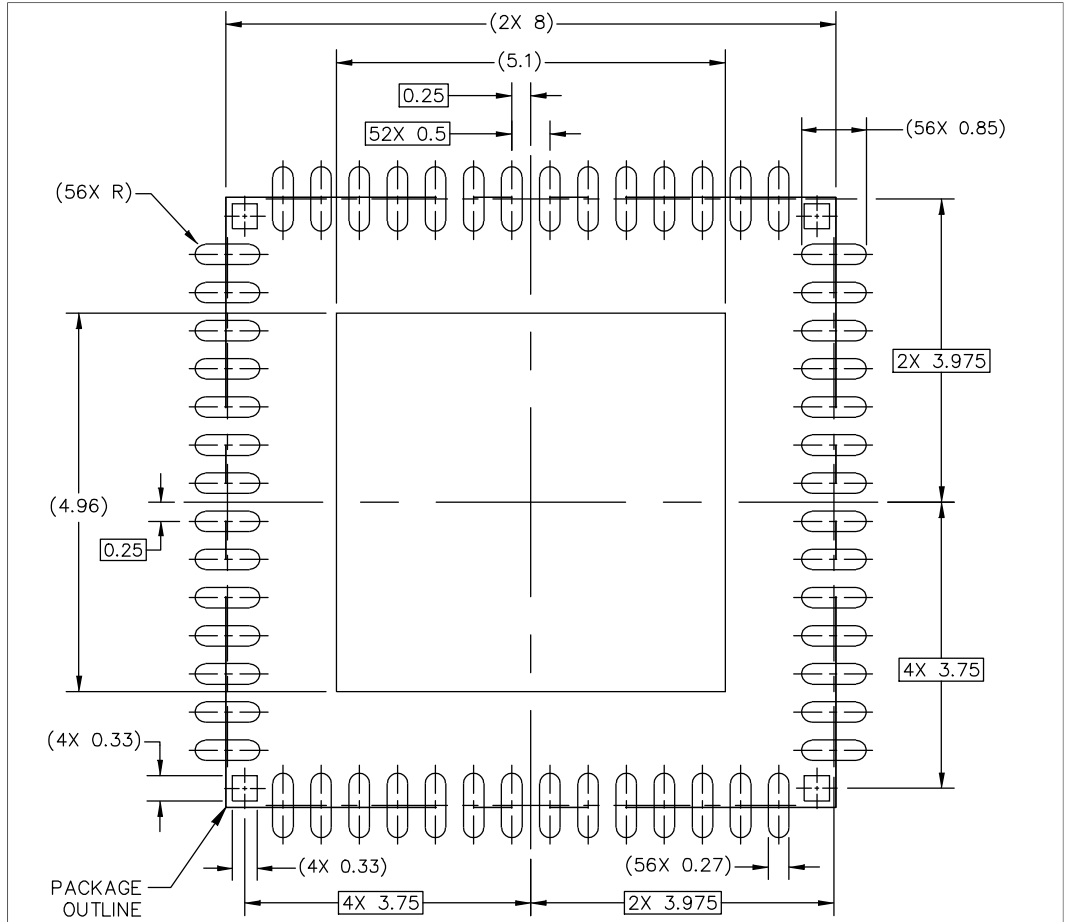 (2X 8)
(5.1)
0.25
52X 0.5
(56X 0.85)
(56X R)
2X 3.975
(4.96)
0.25
4X 3.75
(4X 0.33)
(4X 0.33)
(56X 0.27)
PACKAGE
OUTLINE
4X 3.75
2X 3.975